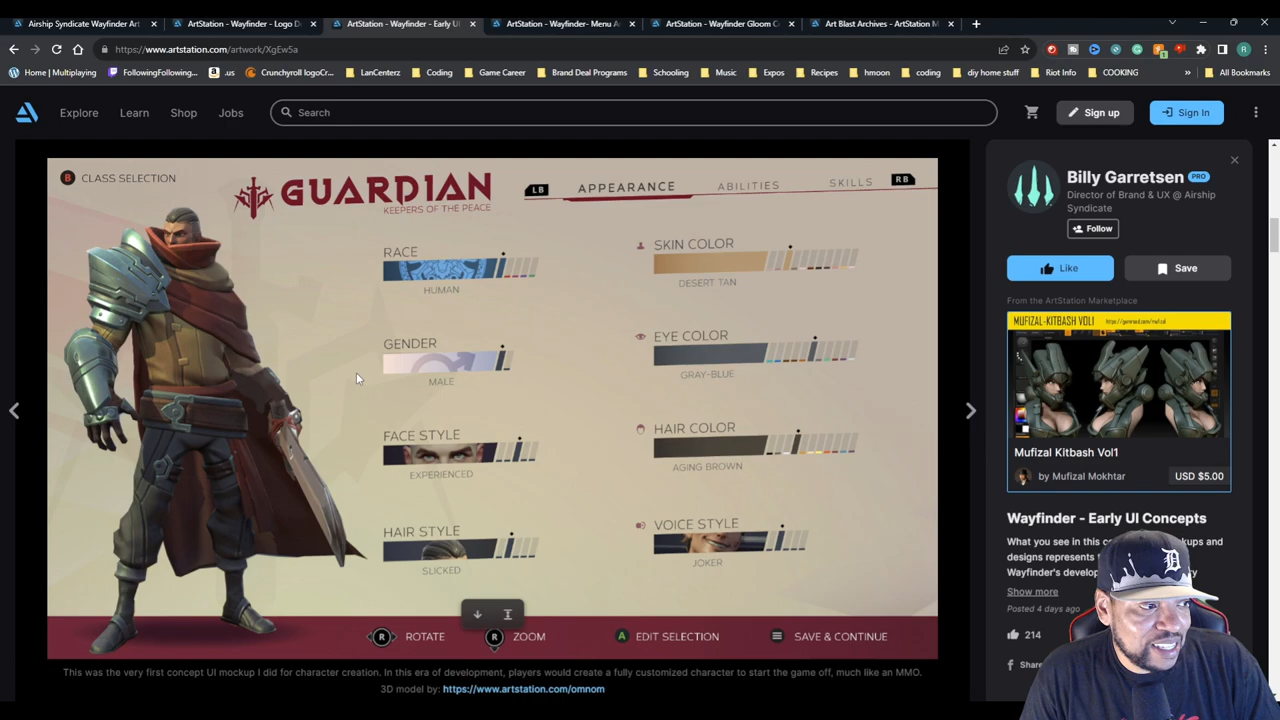 Airship Syndicate Wayfinder Art
ArtStation - Wayfinder - Logo D
ArtStation - Wayfinder - Early UI
ArtStation - Wayfinder- Menu A
ArtStation - Wayfinder Gloom C
Art Blast Archives - ArtStation M
https://www.artstation.com/artwork/XgEw5a
Home | Multiplaying
FollowingFollowing...
.us
Crunchyroll logoCr...
LanCenterz
Coding
Game Career
Brand Deal Programs
Schooling
Music
Expos
Recipes
hmoon
coding
diy home stuff
Riot Info
COOKING
All Bookmarks
Explore
Learn
Shop
Jobs
Search
Sign up
Sign In
B CLASS SELECTION
GUARDIAN
KEEPERS OF THE PEACE
LB
APPEARANCE
ABILITIES
SKILLS
RB
RACE
HUMAN
GENDER
MALE
FACE STYLE
EXPERIENCED
HAIR STYLE
SLICKED
SKIN COLOR
DESERT TAN
EYE COLOR
GRAY-BLUE
HAIR COLOR
AGING BROWN
VOICE STYLE
JOKER
R ROTATE
R ZOOM
A EDIT SELECTION
SAVE & CONTINUE
This was the very first concept UI mockup I did for character creation. In this era of development, players would create a fully customized character to start the game off, much like an MMO.
3D model by: https://www.artstation.com/omnom
Billy Garretsen PRO
Director of Brand & UX @ Airship
Syndicate
Follow
Like
Save
From the ArtStation Marketplace
MUFIZAL-KITBASH VOL1
Mufizal Kitbash Vol1
by Mufizal Mokhtar
USD $5.00
Wayfinder - Early UI Concepts
What you see in this co ckups and
designs represents
Wayfinder's develop
Show more
Posted 4 days ago
214
Share
D